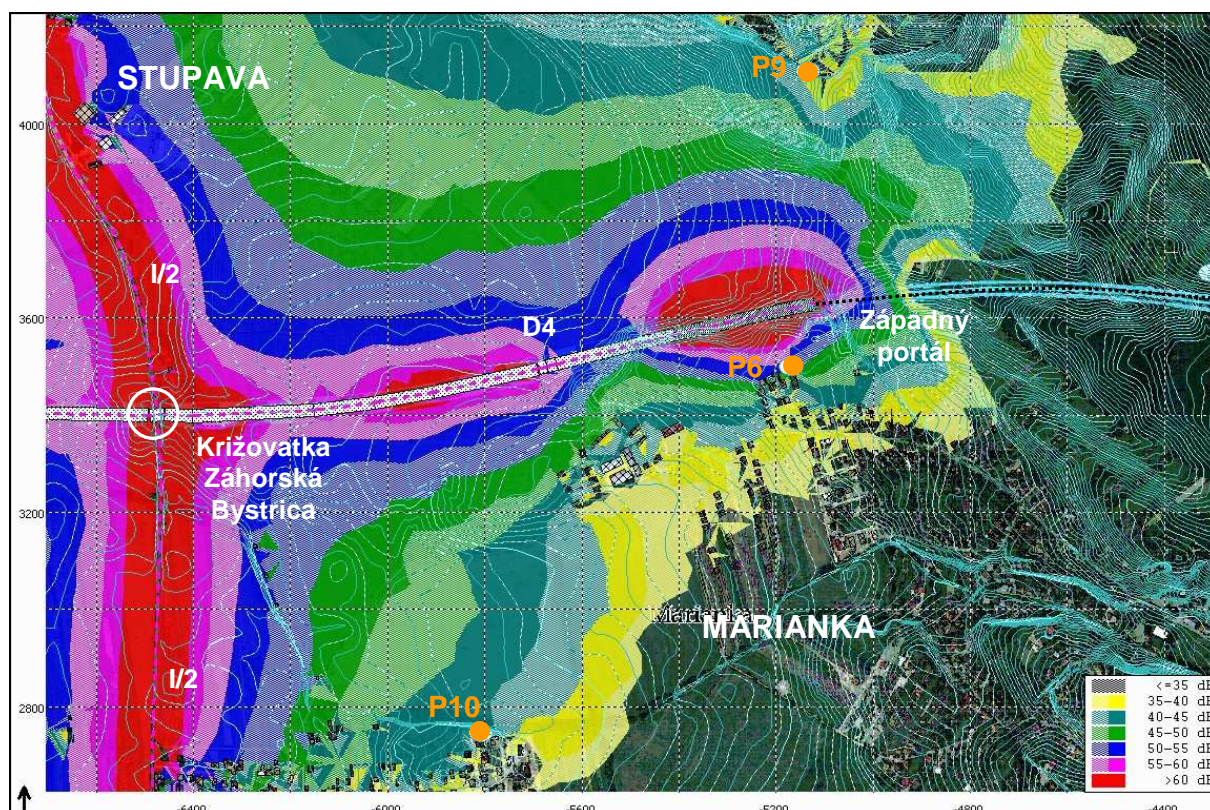 STUPAVA
P9
4000
I/2
3600
D4
Západný
portál
P6
Križovatka
Záhorská
Bystrica
3200
Marianka
MARIANKA
I/2
P10
2800
<=35 dB
35-40 dB
40-45 dB
45-50 dB
50-55 dB
55-60 dB
>60 dB
-6400
-6000
-5600
-5200
-4800
-4400